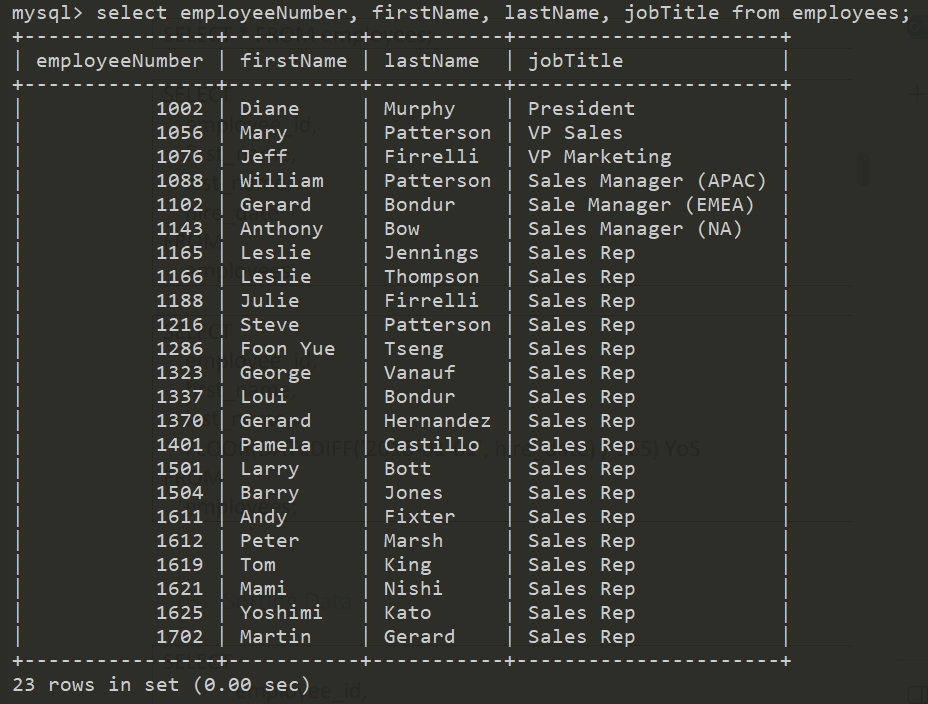 mysql> select employeeNumber, firstName, lastName, jobTitle from employees;
+----------------+-----------+-----------+----------------------+
| employeeNumber | firstName | lastName  | jobTitle             |
+----------------+-----------+-----------+----------------------+
|           1002 | Diane     | Murphy    | President            |
|           1056 | Mary      | Patterson | VP Sales             |
|           1076 | Jeff      | Firrelli  | VP Marketing         |
|           1088 | William   | Patterson | Sales Manager (APAC) |
|           1102 | Gerard    | Bondur    | Sale Manager (EMEA)  |
|           1143 | Anthony   | Bow       | Sales Manager (NA)   |
|           1165 | Leslie    | Jennings  | Sales Rep            |
|           1166 | Leslie    | Thompson  | Sales Rep            |
|           1188 | Julie     | Firrelli  | Sales Rep            |
|           1216 | Steve     | Patterson | Sales Rep            |
|           1286 | Foon Yue  | Tseng     | Sales Rep            |
|           1323 | George    | Vanauf    | Sales Rep            |
|           1337 | Loui      | Bondur    | Sales Rep            |
|           1370 | Gerard    | Hernandez | Sales Rep            |
|           1401 | Pamela    | Castillo  | Sales Rep            |
|           1501 | Larry     | Bott      | Sales Rep            |
|           1504 | Barry     | Jones     | Sales Rep            |
|           1611 | Andy      | Fixter    | Sales Rep            |
|           1612 | Peter     | Marsh     | Sales Rep            |
|           1619 | Tom       | King      | Sales Rep            |
|           1621 | Mami      | Nishi     | Sales Rep            |
|           1625 | Yoshimi   | Kato      | Sales Rep            |
|           1702 | Martin    | Gerard    | Sales Rep            |
+----------------+-----------+-----------+----------------------+
23 rows in set (0.00 sec)